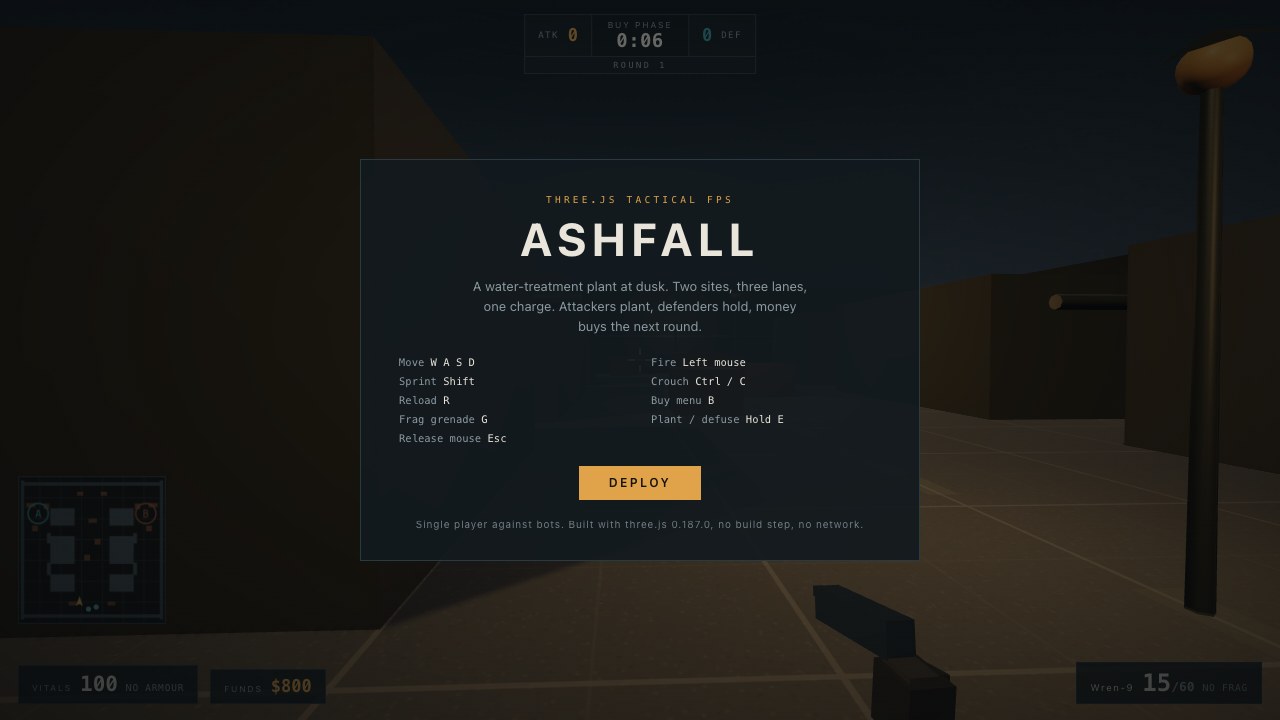 ATK 0
BUY PHASE
0:06
0 DEF
ROUND 1
THREE.JS TACTICAL FPS
ASHFALL
A water-treatment plant at dusk. Two sites, three lanes,
one charge. Attackers plant, defenders hold, money
buys the next round.
Move W A S D
Fire Left mouse
Sprint Shift
Crouch Ctrl / C
Reload R
Buy menu B
Frag grenade G
Plant / defuse Hold E
Release mouse Esc
DEPLOY
Single player against bots. Built with three.js 0.187.0, no build step, no network.
A
B
VITALS 100 NO ARMOUR
FUNDS $800
Wren-9 15/60 NO FRAG